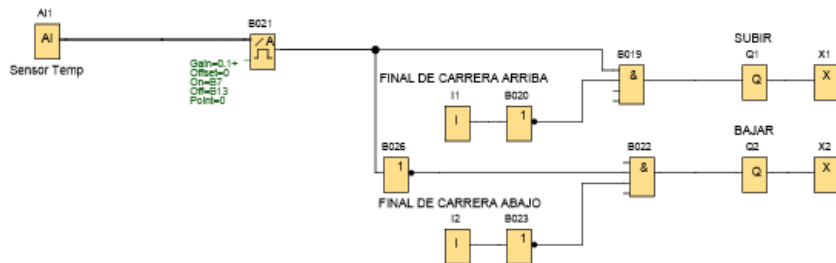 AI1
AI
Sensor Temp
B021
/A
Gain=0.1+
Offset=0
On=B7
Off=B13
Point=0
B019
&
SUBIR
Q1
Q
X1
X
FINAL DE CARRERA ARRIBA
I1
I
B020
1
B026
1
B022
&
BAJAR
Q2
Q
X2
X
FINAL DE CARRERA ABAJO
I2
I
B023
1